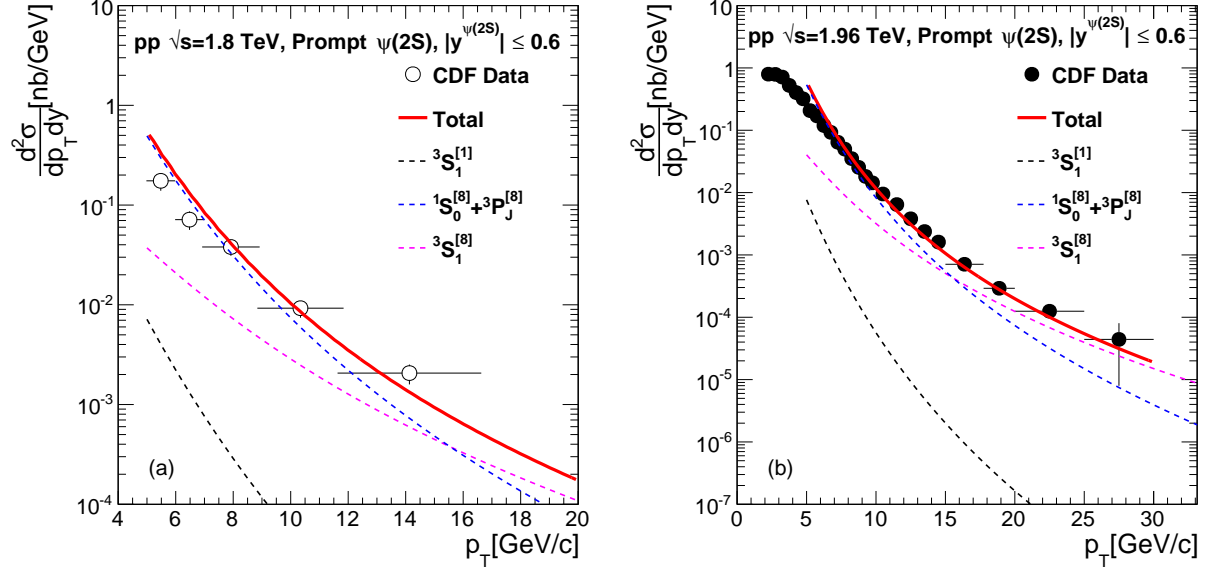 pp √s=1.8 TeV, Prompt ψ(2S), |y^ψ(2S)| ≤ 0.6
CDF Data
Total
³S₁^[1]
¹S₀^[8]+³P_J^[8]
³S₁^[8]
(a)
d²σ/dp_Tdy[nb/GeV]
10
1
10⁻¹
10⁻²
10⁻³
10⁻⁴
4 6 8 10 12 14 16 18 20
p_T[GeV/c]
pp √s=1.96 TeV, Prompt ψ(2S), |y^ψ(2S)| ≤ 0.6
CDF Data
Total
³S₁^[1]
¹S₀^[8]+³P_J^[8]
³S₁^[8]
(b)
d²σ/dp_Tdy[nb/GeV]
10
1
10⁻¹
10⁻²
10⁻³
10⁻⁴
10⁻⁵
10⁻⁶
10⁻⁷
0 5 10 15 20 25 30
p_T[GeV/c]